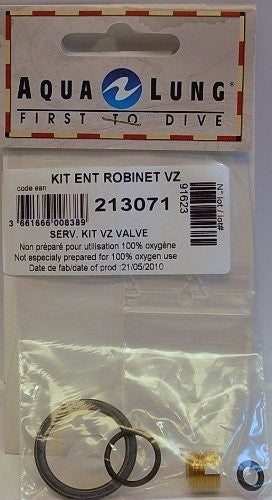 AQUA LUNG
FIRST TO DIVE
KIT ENT ROBINET VZ
code ean
213071
3 661666 006389
N° lot / lot#
91623
SERV. KIT VZ VALVE
Non préparé pour utilisation 100% oxygène
Not especialy prepared for 100% oxygen use
Date de fab/date of prod :21/05/2010